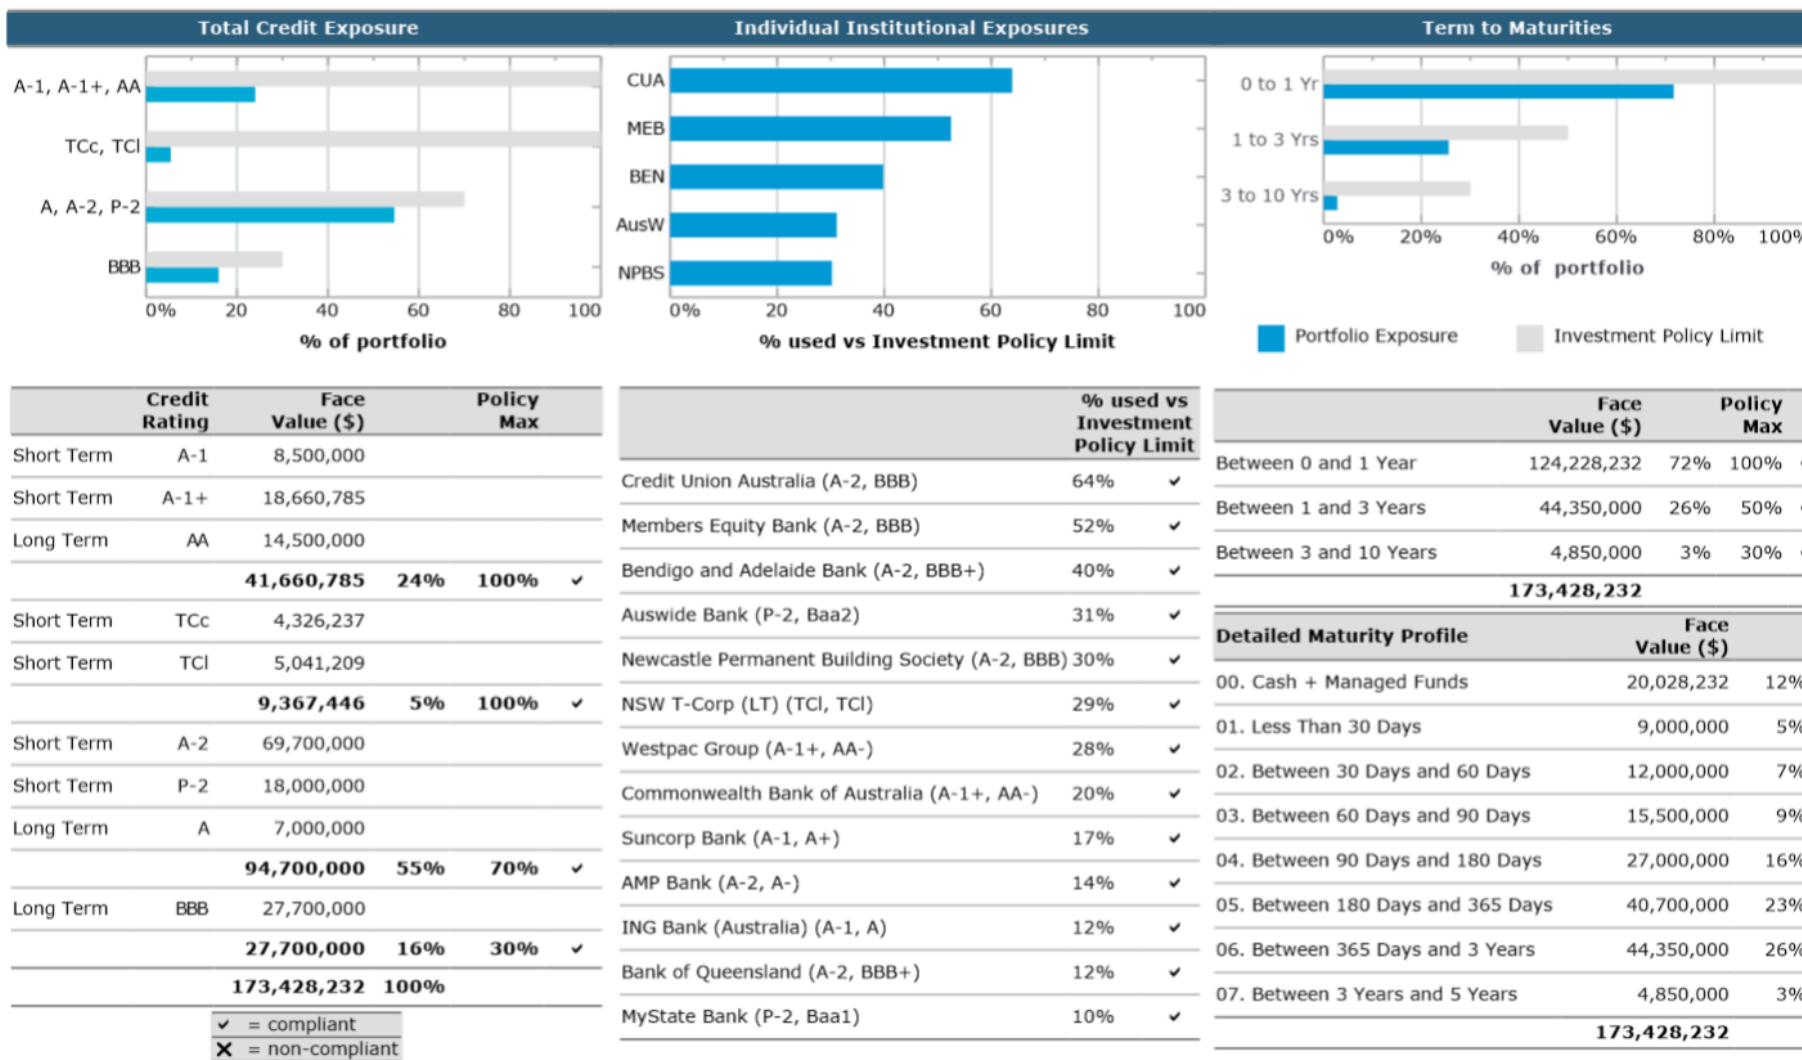 Total Credit Exposure
Individual Institutional Exposures
Term to Maturities
A-1, A-1+, AA
TCc, TCl
A, A-2, P-2
BBB
0% 20 40 60 80 100
% of portfolio
CUA
MEB
BEN
AusW
NPBS
0% 20 40 60 80 100
% used vs Investment Policy Limit
0 to 1 Yr
1 to 3 Yrs
3 to 10 Yrs
0% 20% 40% 60% 80% 100%
% of portfolio
Portfolio Exposure Investment Policy Limit
Credit Face Policy
Rating Value ($) Max
Short Term A-1 8,500,000
Short Term A-1+ 18,660,785
Long Term AA 14,500,000
41,660,785 24% 100% ✓
Short Term TCc 4,326,237
Short Term TCl 5,041,209
9,367,446 5% 100% ✓
Short Term A-2 69,700,000
Short Term P-2 18,000,000
Long Term A 7,000,000
94,700,000 55% 70% ✓
Long Term BBB 27,700,000
27,700,000 16% 30% ✓
173,428,232 100%
✓ = compliant
✗ = non-compliant
% used vs
Investment
Policy Limit
Credit Union Australia (A-2, BBB) 64% ✓
Members Equity Bank (A-2, BBB) 52% ✓
Bendigo and Adelaide Bank (A-2, BBB+) 40% ✓
Auswide Bank (P-2, Baa2) 31% ✓
Newcastle Permanent Building Society (A-2, BBB) 30% ✓
NSW T-Corp (LT) (TCl, TCl) 29% ✓
Westpac Group (A-1+, AA-) 28% ✓
Commonwealth Bank of Australia (A-1+, AA-) 20% ✓
Suncorp Bank (A-1, A+) 17% ✓
AMP Bank (A-2, A-) 14% ✓
ING Bank (Australia) (A-1, A) 12% ✓
Bank of Queensland (A-2, BBB+) 12% ✓
MyState Bank (P-2, Baa1) 10% ✓
Face Policy
Value ($) Max
Between 0 and 1 Year 124,228,232 72% 100%
Between 1 and 3 Years 44,350,000 26% 50%
Between 3 and 10 Years 4,850,000 3% 30%
173,428,232
Detailed Maturity Profile Face
Value ($)
00. Cash + Managed Funds 20,028,232 12%
01. Less Than 30 Days 9,000,000 5%
02. Between 30 Days and 60 Days 12,000,000 7%
03. Between 60 Days and 90 Days 15,500,000 9%
04. Between 90 Days and 180 Days 27,000,000 16%
05. Between 180 Days and 365 Days 40,700,000 23%
06. Between 365 Days and 3 Years 44,350,000 26%
07. Between 3 Years and 5 Years 4,850,000 3%
173,428,232